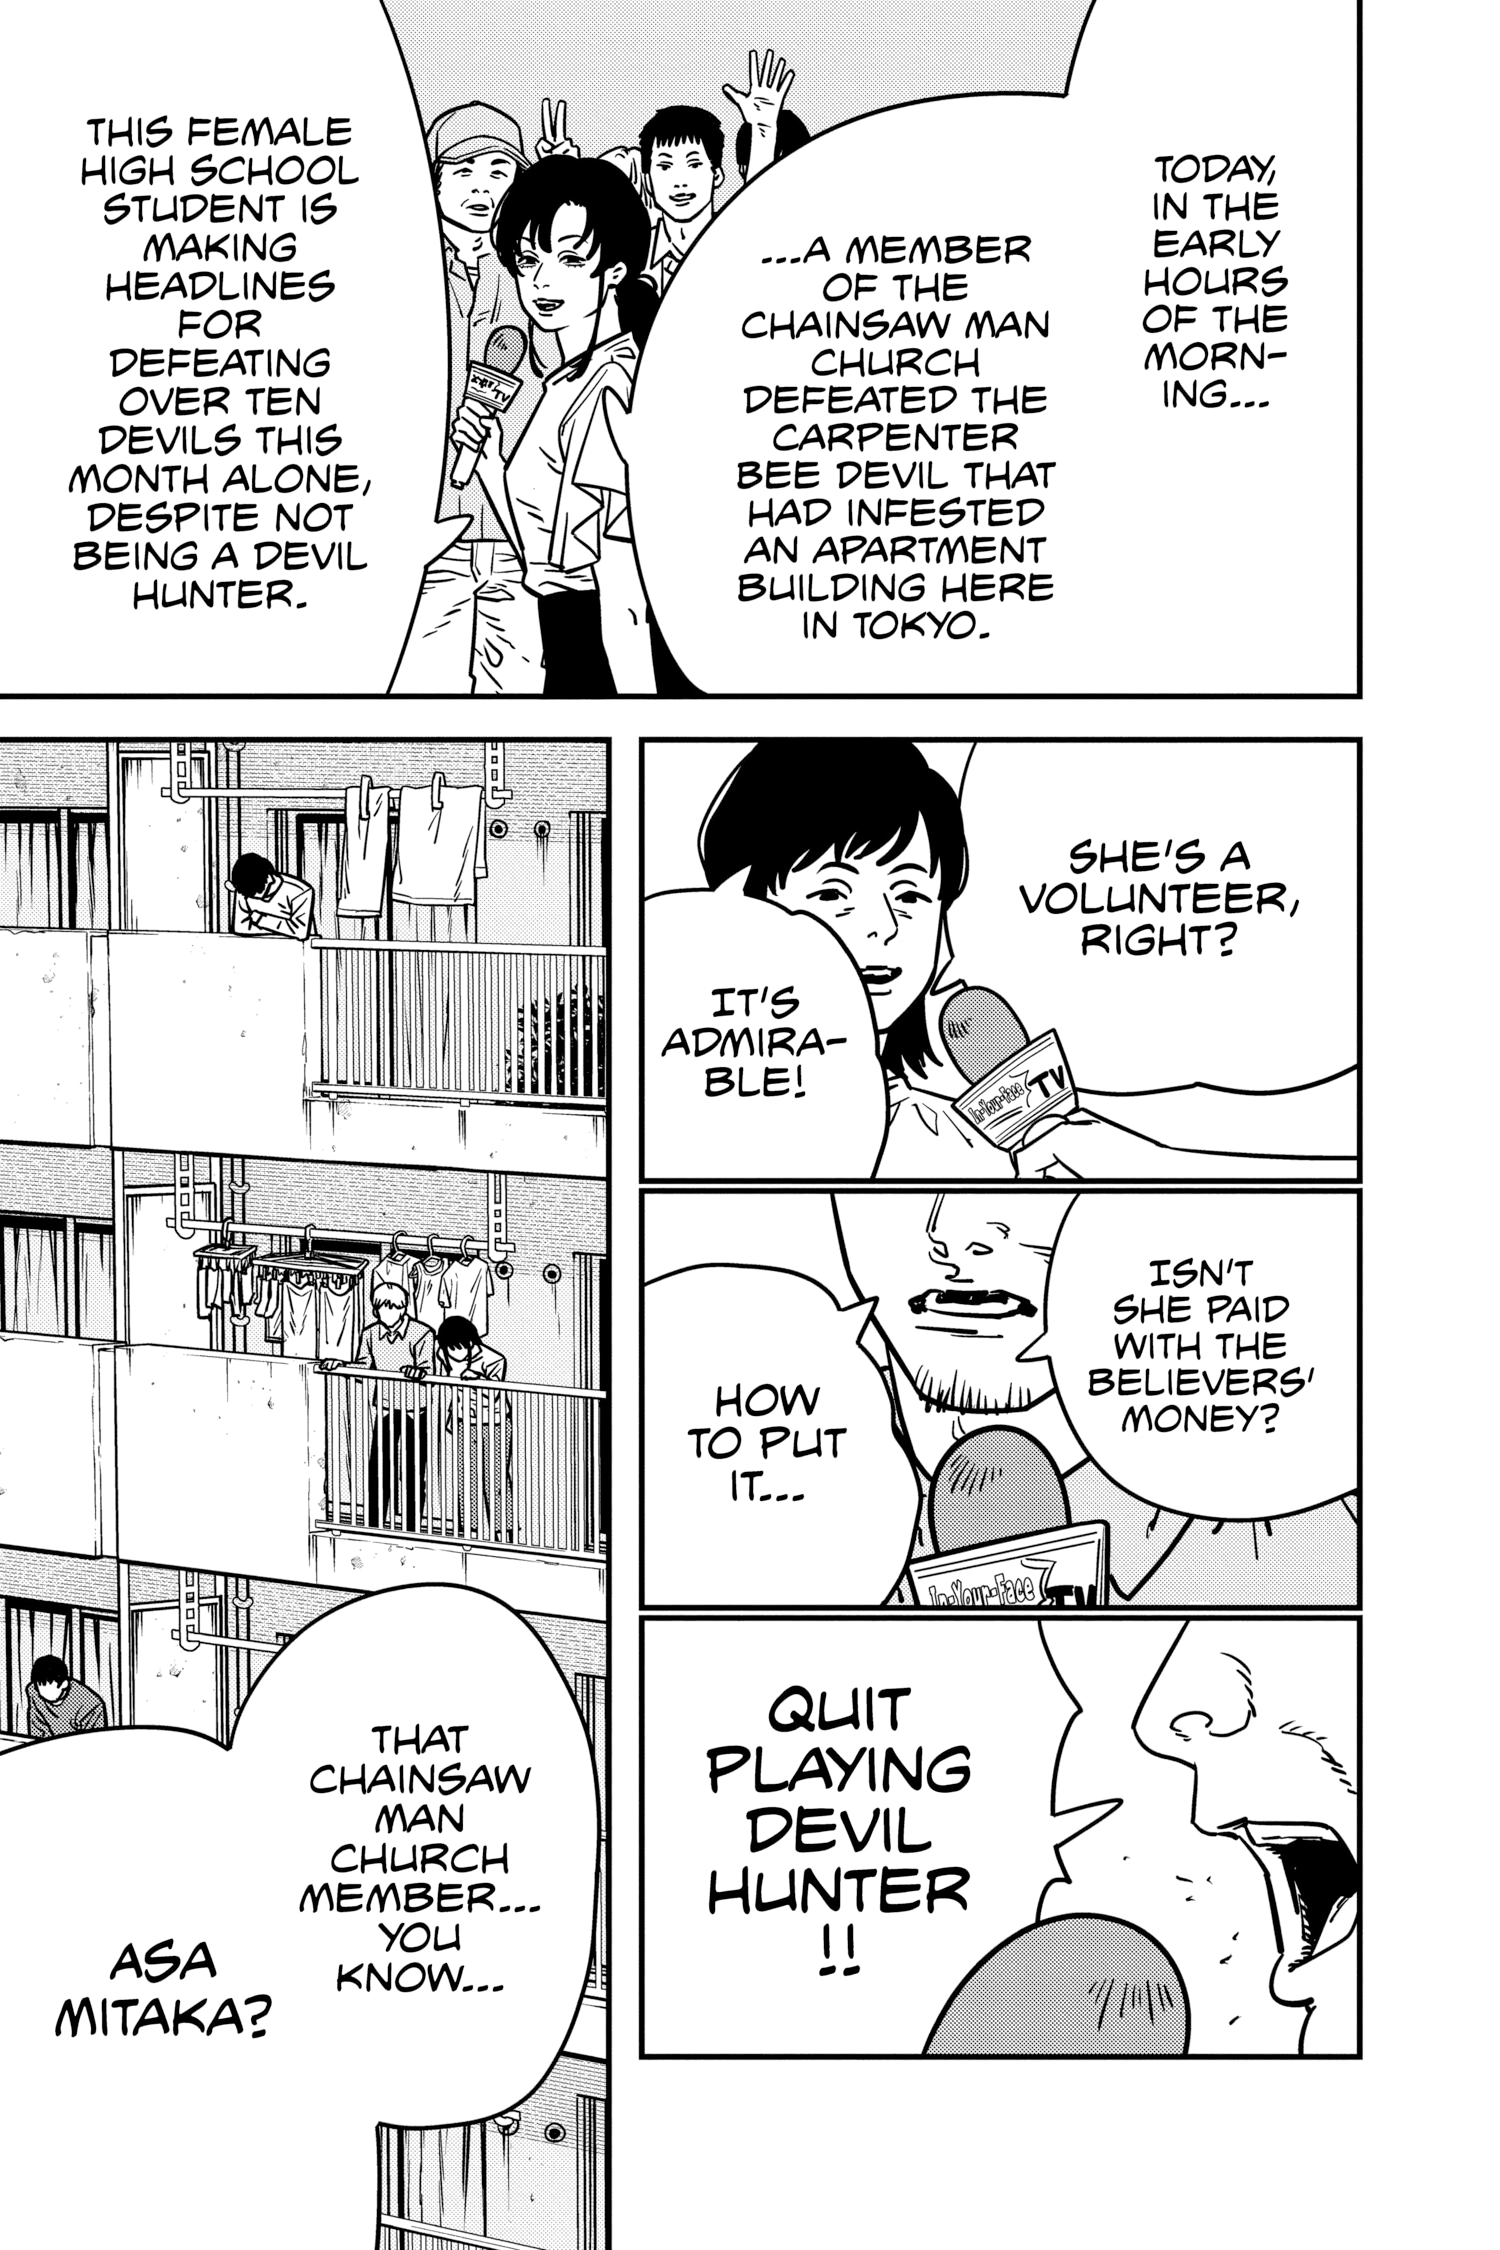 TODAY,
IN THE
EARLY
HOURS
OF THE
MORN-
ING...
...A MEMBER
OF THE
CHAINSAW MAN
CHURCH
DEFEATED THE
CARPENTER
BEE DEVIL THAT
HAD INFESTED
AN APARTMENT
BUILDING HERE
IN TOKYO.
TV
THIS FEMALE
HIGH SCHOOL
STUDENT IS
MAKING
HEADLINES
FOR
DEFEATING
OVER TEN
DEVILS THIS
MONTH ALONE,
DESPITE NOT
BEING A DEVIL
HUNTER.
SHE'S A
VOLUNTEER,
RIGHT?
IT'S
ADMIRA-
BLE!
In-Your-Face TV
ISN'T
SHE PAID
WITH THE
BELIEVERS'
MONEY?
HOW
TO PUT
IT...
In-Your-Face TV
QUIT
PLAYING
DEVIL
HUNTER
!!
THAT
CHAINSAW
MAN
CHURCH
MEMBER...
YOU
KNOW...
ASA
MITAKA?